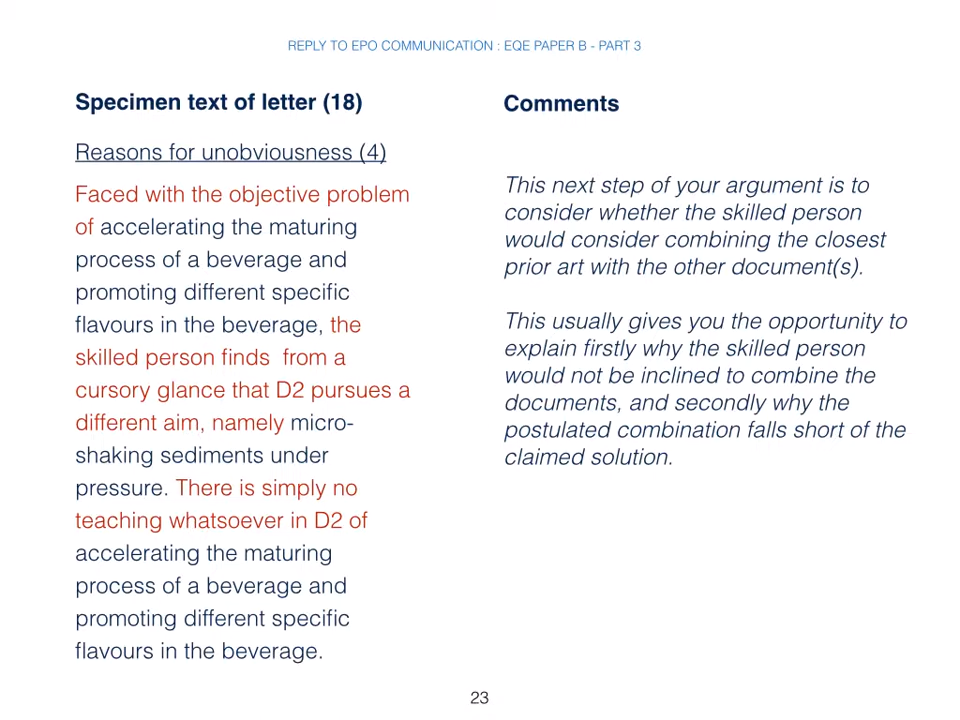 REPLY TO EPO COMMUNICATION : EQE PAPER B - PART 3
Specimen text of letter (18)
Reasons for unobviousness (4)
Faced with the objective problem
of accelerating the maturing
process of a beverage and
promoting different specific
flavours in the beverage, the
skilled person finds  from a
cursory glance that D2 pursues a
different aim, namely micro-
shaking sediments under
pressure. There is simply no
teaching whatsoever in D2 of
accelerating the maturing
process of a beverage and
promoting different specific
flavours in the beverage.
Comments
This next step of your argument is to
consider whether the skilled person
would consider combining the closest
prior art with the other document(s).
This usually gives you the opportunity to
explain firstly why the skilled person
would not be inclined to combine the
documents, and secondly why the
postulated combination falls short of the
claimed solution.
23